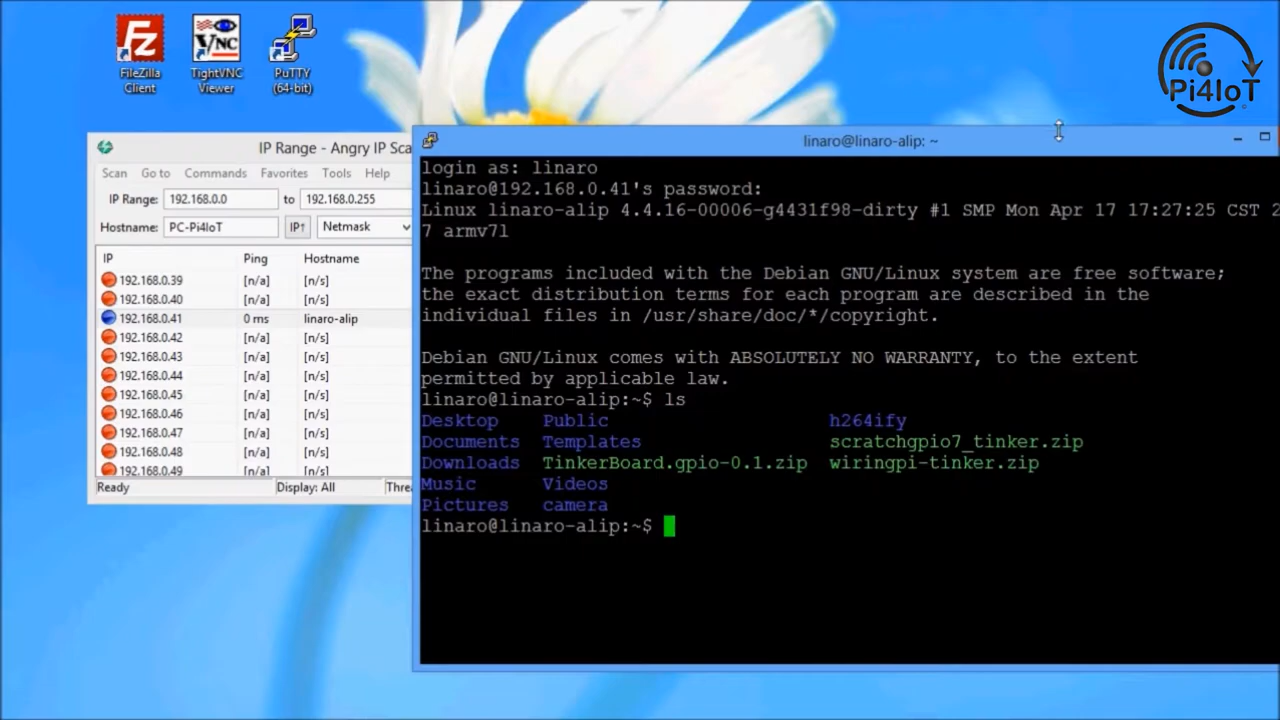 Pi4IoT
FileZilla
Client
TightVNC
Viewer
PuTTY
(64-bit)
IP Range - Angry IP Sca
Scan Go to Commands Favorites Tools Help
IP Range: 192.168.0.0 to 192.168.0.255
Hostname: PC-Pi4IoT IP↑ Netmask
IP Ping Hostname
192.168.0.39 [n/a] [n/s]
192.168.0.40 [n/a] [n/s]
192.168.0.41 0 ms linaro-alip
192.168.0.42 [n/a] [n/s]
192.168.0.43 [n/a] [n/s]
192.168.0.44 [n/a] [n/s]
192.168.0.45 [n/a] [n/s]
192.168.0.46 [n/a] [n/s]
192.168.0.47 [n/a] [n/s]
192.168.0.48 [n/a] [n/s]
192.168.0.49 [n/a] [n/s]
Ready Display: All Thre
linaro@linaro-alip: ~
login as: linaro
linaro@192.168.0.41's password:
Linux linaro-alip 4.4.16-00006-g4431f98-dirty #1 SMP Mon Apr 17 17:27:25 CST 2
7 armv7l

The programs included with the Debian GNU/Linux system are free software;
the exact distribution terms for each program are described in the
individual files in /usr/share/doc/*/copyright.

Debian GNU/Linux comes with ABSOLUTELY NO WARRANTY, to the extent
permitted by applicable law.
linaro@linaro-alip:~$ ls
Desktop Public h264ify
Documents Templates scratchgpio7_tinker.zip
Downloads TinkerBoard.gpio-0.1.zip wiringpi-tinker.zip
Music Videos
Pictures camera
linaro@linaro-alip:~$